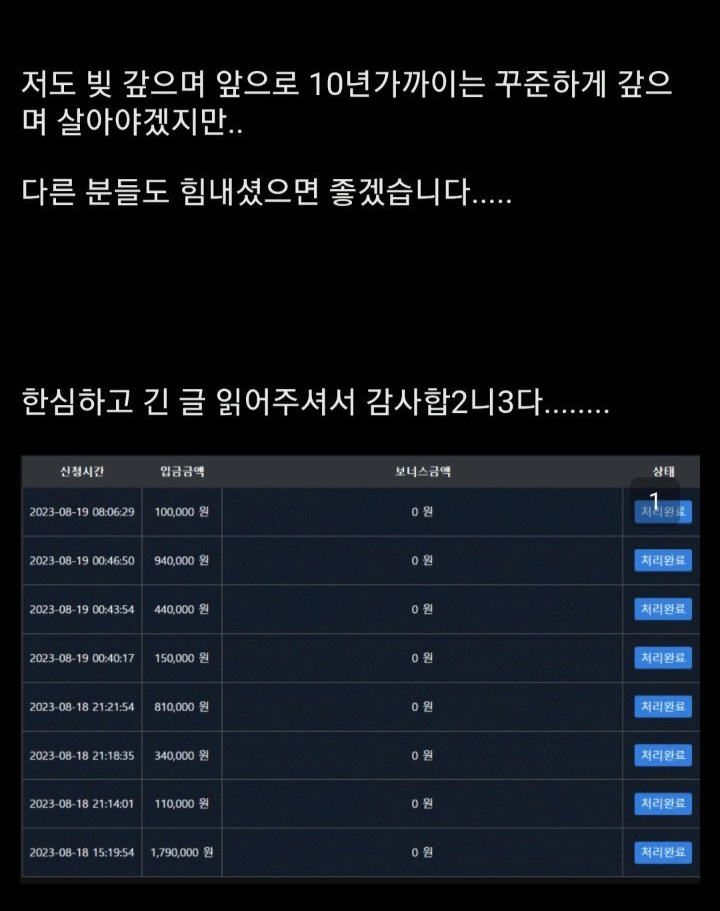 저도 빚 갚으며 앞으로 10년가까이는 꾸준하게 갚으
며 살아야겠지만..
다른 분들도 힘내셨으면 좋겠습니다.....
한심하고 긴 글 읽어주셔서 감사합2니3다........
신청시간 입금금액 보너스금액 상태
1
2023-08-19 08:06:29 100,000 원 0 원 처리완료
2023-08-19 00:46:50 940,000 원 0 원 처리완료
2023-08-19 00:43:54 440,000 원 0 원 처리완료
2023-08-19 00:40:17 150,000 원 0 원 처리완료
2023-08-18 21:21:54 810,000 원 0 원 처리완료
2023-08-18 21:18:35 340,000 원 0 원 처리완료
2023-08-18 21:14:01 110,000 원 0 원 처리완료
2023-08-18 15:19:54 1,790,000 원 0 원 처리완료